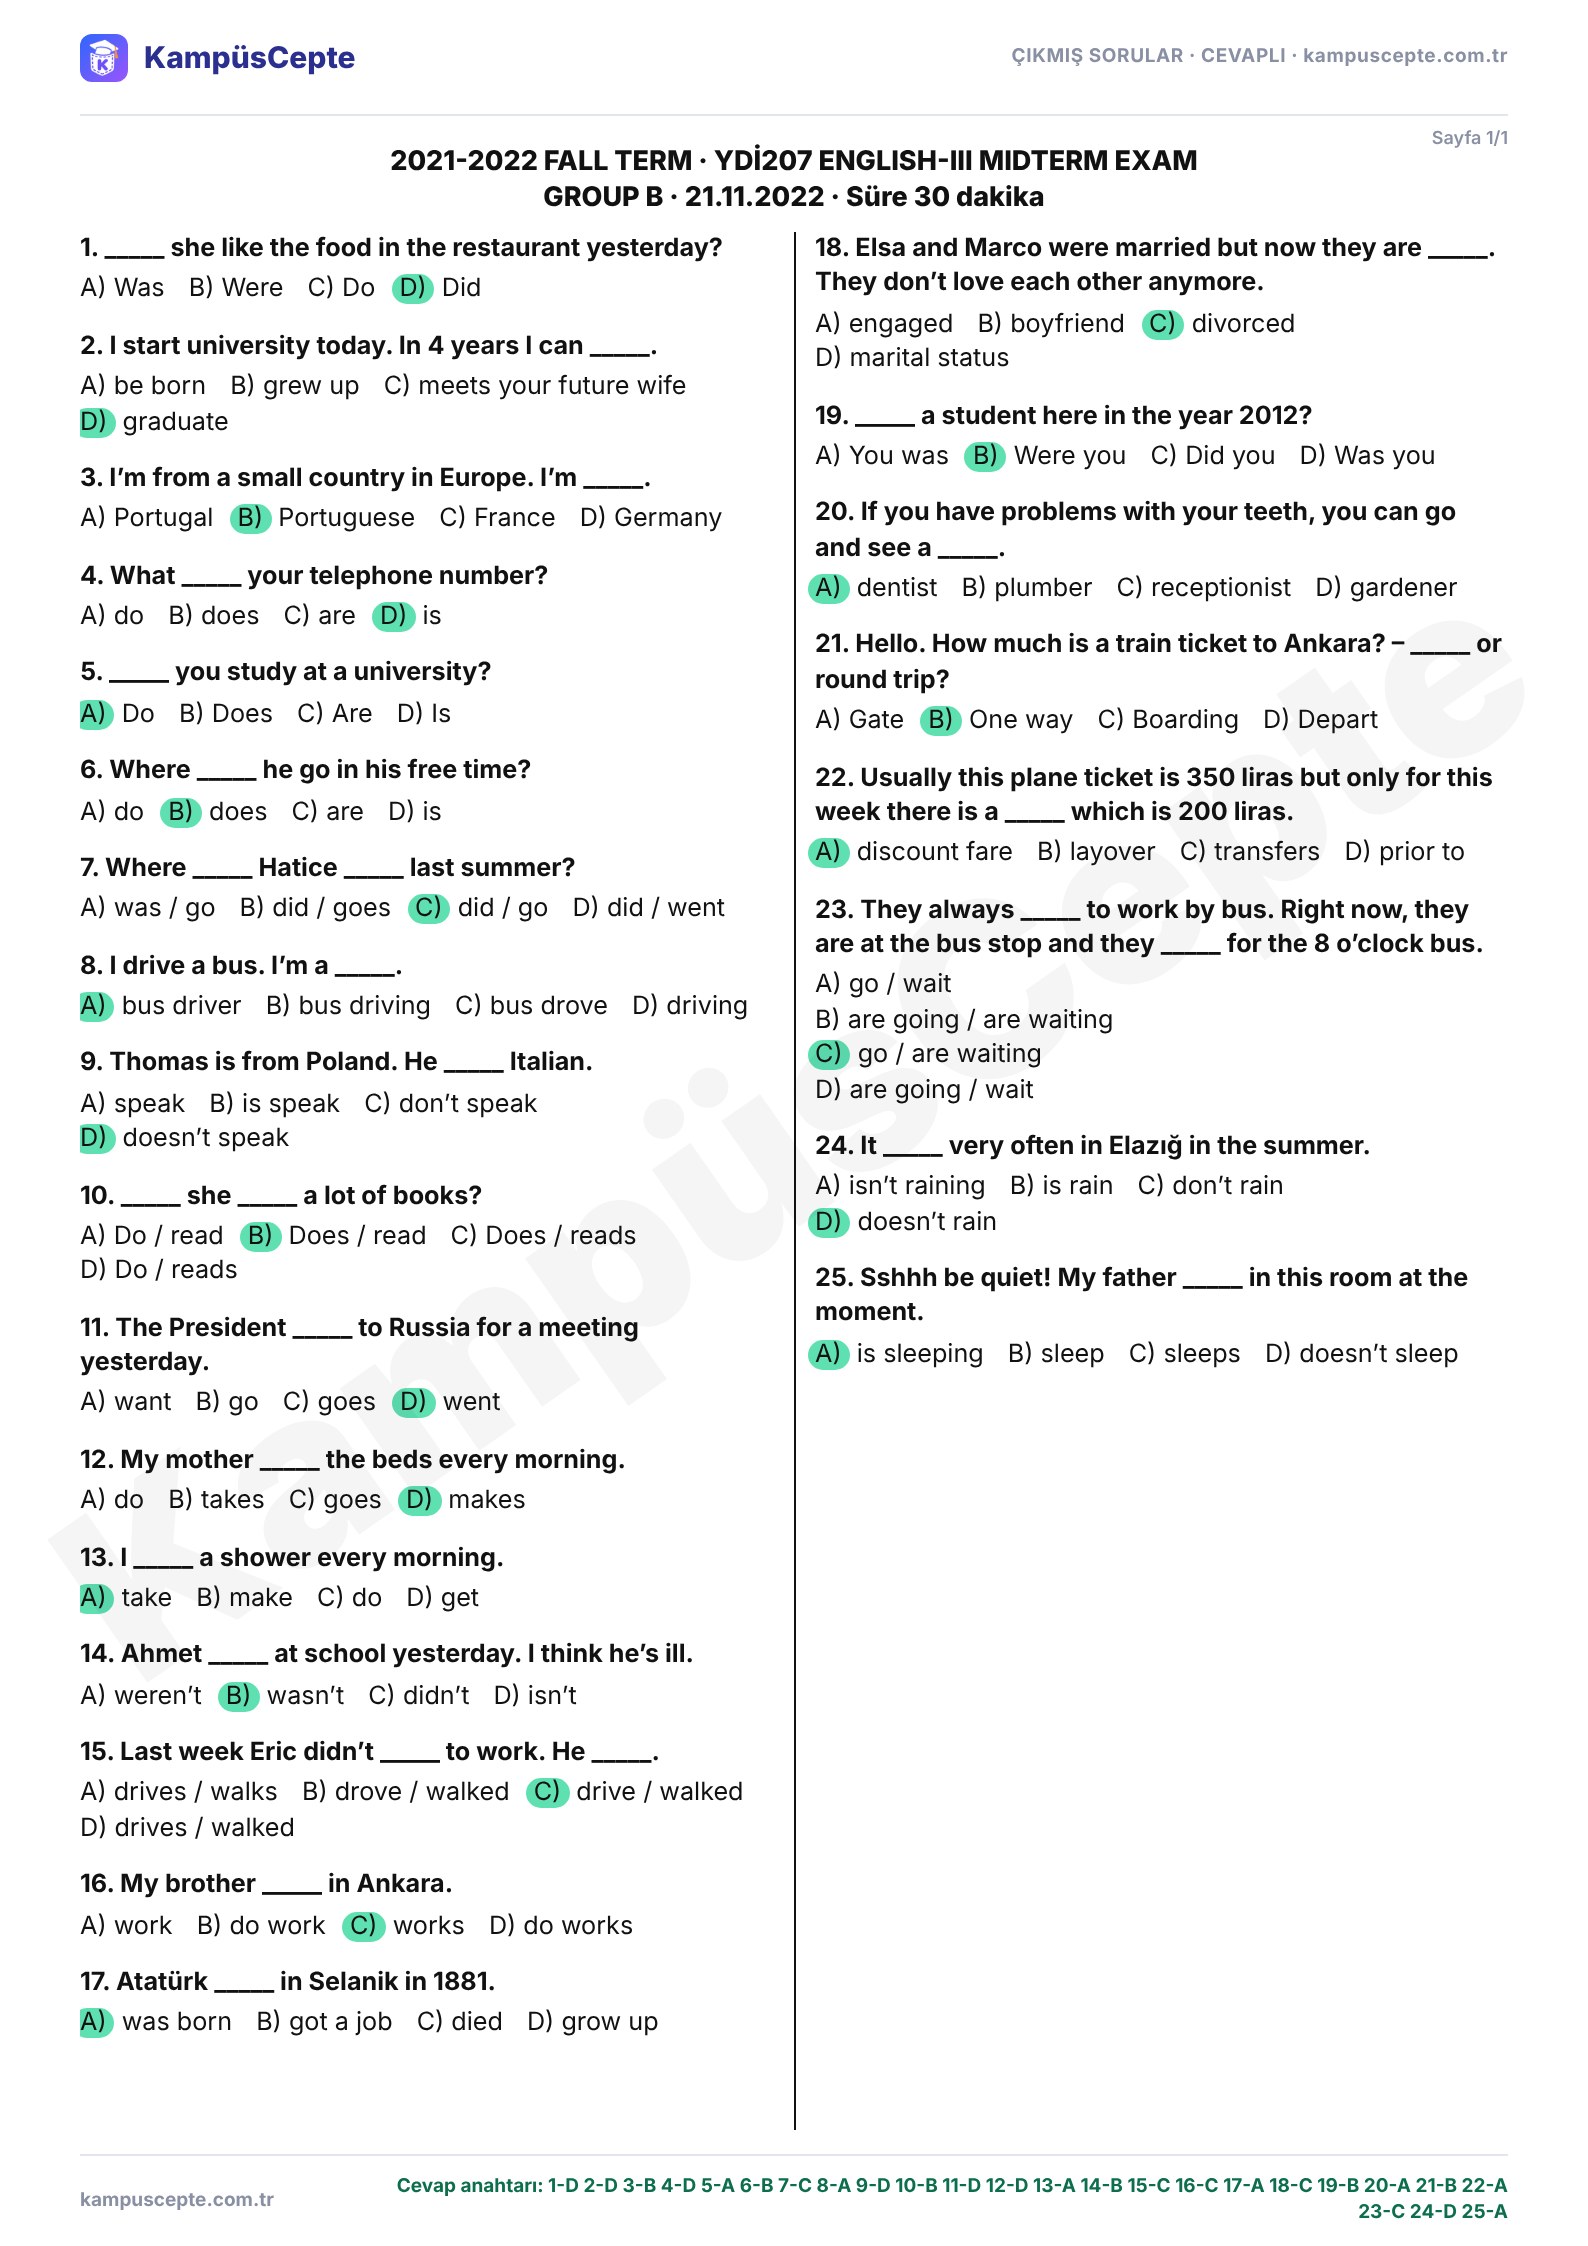 KampüsCepte
ÇIKMIŞ SORULAR · CEVAPLI · kampuscepte.com.tr
Sayfa 1/1
2021-2022 FALL TERM · YDİ207 ENGLISH-III MIDTERM EXAM
GROUP B · 21.11.2022 · Süre 30 dakika
1. _____ she like the food in the restaurant yesterday?
A) Was B) Were C) Do D) Did
2. I start university today. In 4 years I can _____.
A) be born B) grew up C) meets your future wife
D) graduate
3. I’m from a small country in Europe. I’m _____.
A) Portugal B) Portuguese C) France D) Germany
4. What _____ your telephone number?
A) do B) does C) are D) is
5. _____ you study at a university?
A) Do B) Does C) Are D) Is
6. Where _____ he go in his free time?
A) do B) does C) are D) is
7. Where _____ Hatice _____ last summer?
A) was / go B) did / goes C) did / go D) did / went
8. I drive a bus. I’m a _____.
A) bus driver B) bus driving C) bus drove D) driving
9. Thomas is from Poland. He _____ Italian.
A) speak B) is speak C) don’t speak
D) doesn’t speak
10. _____ she _____ a lot of books?
A) Do / read B) Does / read C) Does / reads
D) Do / reads
11. The President _____ to Russia for a meeting
yesterday.
A) want B) go C) goes D) went
12. My mother _____ the beds every morning.
A) do B) takes C) goes D) makes
13. I _____ a shower every morning.
A) take B) make C) do D) get
14. Ahmet _____ at school yesterday. I think he’s ill.
A) weren’t B) wasn’t C) didn’t D) isn’t
15. Last week Eric didn’t _____ to work. He _____.
A) drives / walks B) drove / walked C) drive / walked
D) drives / walked
16. My brother _____ in Ankara.
A) work B) do work C) works D) do works
17. Atatürk _____ in Selanik in 1881.
A) was born B) got a job C) died D) grow up
18. Elsa and Marco were married but now they are _____.
They don’t love each other anymore.
A) engaged B) boyfriend C) divorced
D) marital status
19. _____ a student here in the year 2012?
A) You was B) Were you C) Did you D) Was you
20. If you have problems with your teeth, you can go
and see a _____.
A) dentist B) plumber C) receptionist D) gardener
21. Hello. How much is a train ticket to Ankara? – _____ or
round trip?
A) Gate B) One way C) Boarding D) Depart
22. Usually this plane ticket is 350 liras but only for this
week there is a _____ which is 200 liras.
A) discount fare B) layover C) transfers D) prior to
23. They always _____ to work by bus. Right now, they
are at the bus stop and they _____ for the 8 o’clock bus.
A) go / wait
B) are going / are waiting
C) go / are waiting
D) are going / wait
24. It _____ very often in Elazığ in the summer.
A) isn’t raining B) is rain C) don’t rain
D) doesn’t rain
25. Sshhh be quiet! My father _____ in this room at the
moment.
A) is sleeping B) sleep C) sleeps D) doesn’t sleep
KampüsCepte
kampuscepte.com.tr
Cevap anahtarı: 1-D 2-D 3-B 4-D 5-A 6-B 7-C 8-A 9-D 10-B 11-D 12-D 13-A 14-B 15-C 16-C 17-A 18-C 19-B 20-A 21-B 22-A
23-C 24-D 25-A